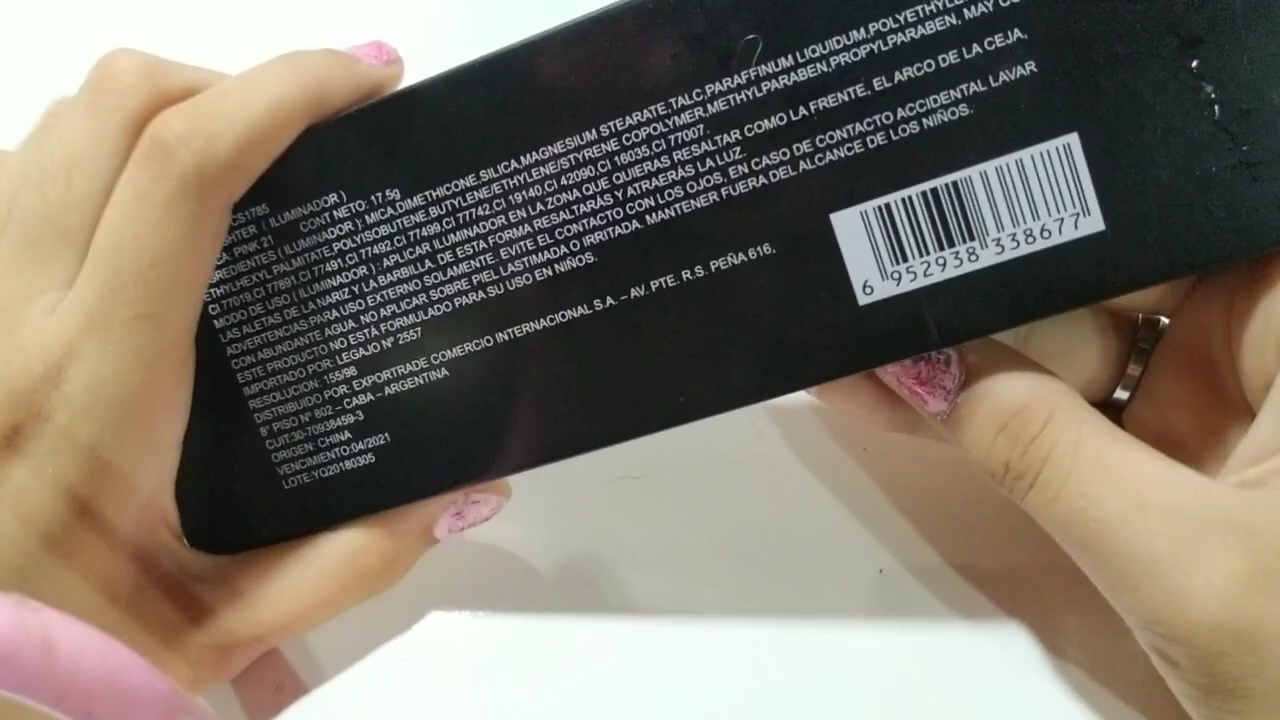 CS1785
( ILUMINADOR )
PINK 21 CONT NETO: 17.5g
INGREDIENTES ( ILUMINADOR ): MICA,DIMETHICONE,SILICA,MAGNESIUM STEARATE,TALC,PARAFFINUM LIQUIDUM,
ETHYLHEXYL,PALMITATE,POLYISOBUTENE,BUTYLENE/ETHYLENE/STYRENE COPOLYMER,METHYLPARABEN,PROPYLPARABEN, MAY
CI 77019,CI 77891,CI 77491,CI 77492,CI 77499,CI 77742,CI 19140,CI 42090,CI 16035,CI 77007.
MODO DE USO ( ILUMINADOR ): APLICAR ILUMINADOR EN LA ZONA QUE QUIERAS RESALTAR COMO LA FRENTE. EL ARCO DE LA CEJA,
LAS ALETAS DE LA NARIZ Y LA BARBILLA. DE ESTA FORMA RESALTARÁS Y ATRAERÁS LA LUZ.
ADVERTENCIAS:PARA USO EXTERNO SOLAMENTE. EVITE EL CONTACTO CON LOS OJOS, EN CASO DE CONTACTO ACCIDENTAL LAVAR
CON ABUNDANTE AGUA. NO APLICAR SOBRE PIEL LASTIMADA O IRRITADA. MANTENER FUERA DEL ALCANCE DE LOS NIÑOS.
ESTE PRODUCTO NO ESTÁ FORMULADO PARA SU USO EN NIÑOS.
IMPORTADO POR: LEGAJO Nº 2557
RESOLUCION: 155/98
DISTRIBUIDO POR: EXPORTRADE COMERCIO INTERNACIONAL S.A. – AV. PTE. R.S. PEÑA 616,
8° PISO Nº 802 – CABA – ARGENTINA
CUIT:30-70938459-3
ORIGEN: CHINA
VENCIMIENTO:04/2021
LOTE:YQ20180305
6 952938 338677